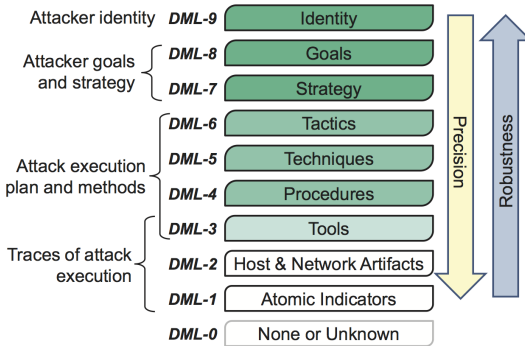 Attacker identity DML-9 Identity
DML-8 Goals
Attacker goals
and strategy
DML-7 Strategy
DML-6 Tactics
DML-5 Techniques
Attack execution
plan and methods
DML-4 Procedures
DML-3 Tools
Traces of attack
execution
DML-2 Host & Network Artifacts
DML-1 Atomic Indicators
DML-0 None or Unknown
Precision
Robustness